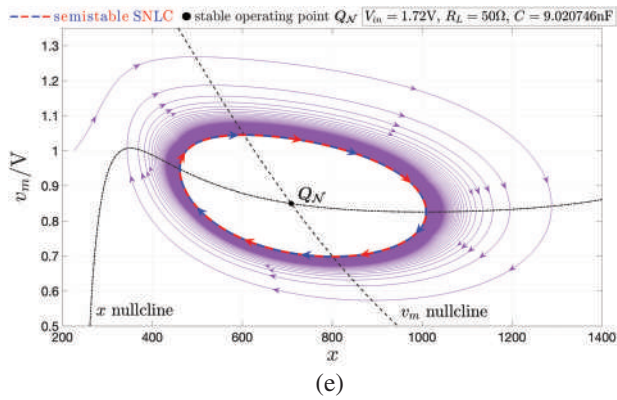 semistable SNLC stable operating point Q𝒩 V_in = 1.72V, R_L = 50Ω, C = 9.020746nF
1.3
1.2
1.1
1
0.9
0.8
0.7
0.6
0.5
v_m/V
Q𝒩
x nullcline
v_m nullcline
200 400 600 800 1000 1200 1400
x
(e)